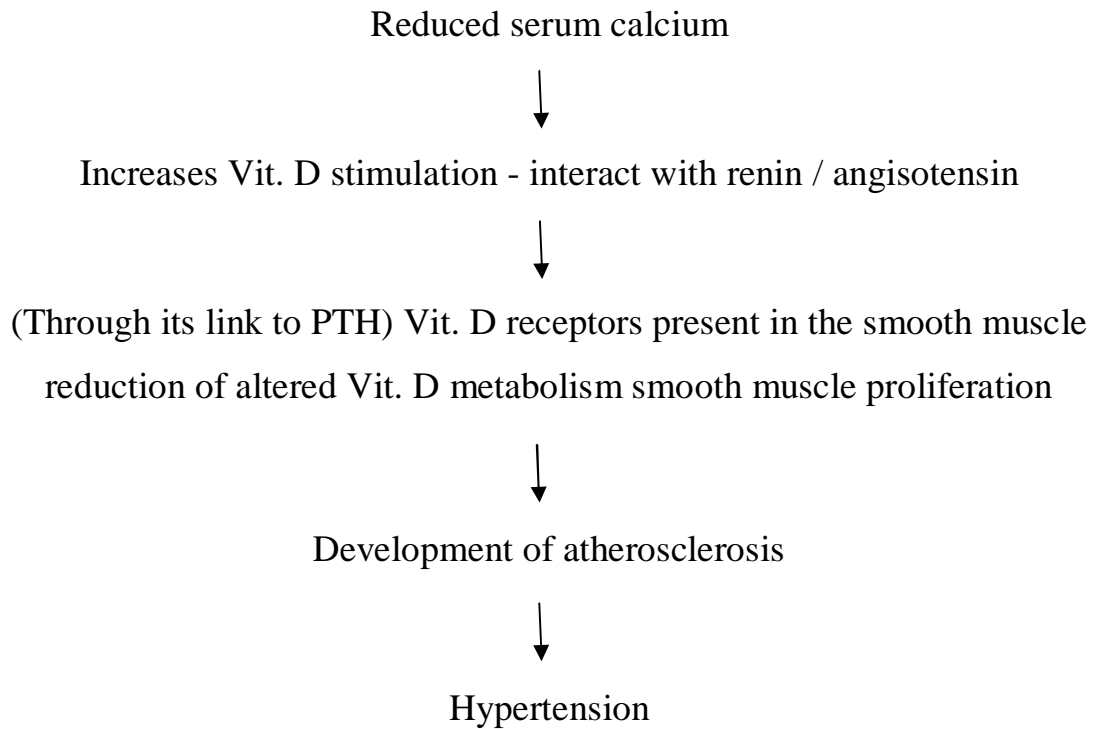 Reduced serum calcium
Increases Vit. D stimulation - interact with renin / angisotensin
(Through its link to PTH) Vit. D receptors present in the smooth muscle
reduction of altered Vit. D metabolism smooth muscle proliferation
Development of atherosclerosis
Hypertension